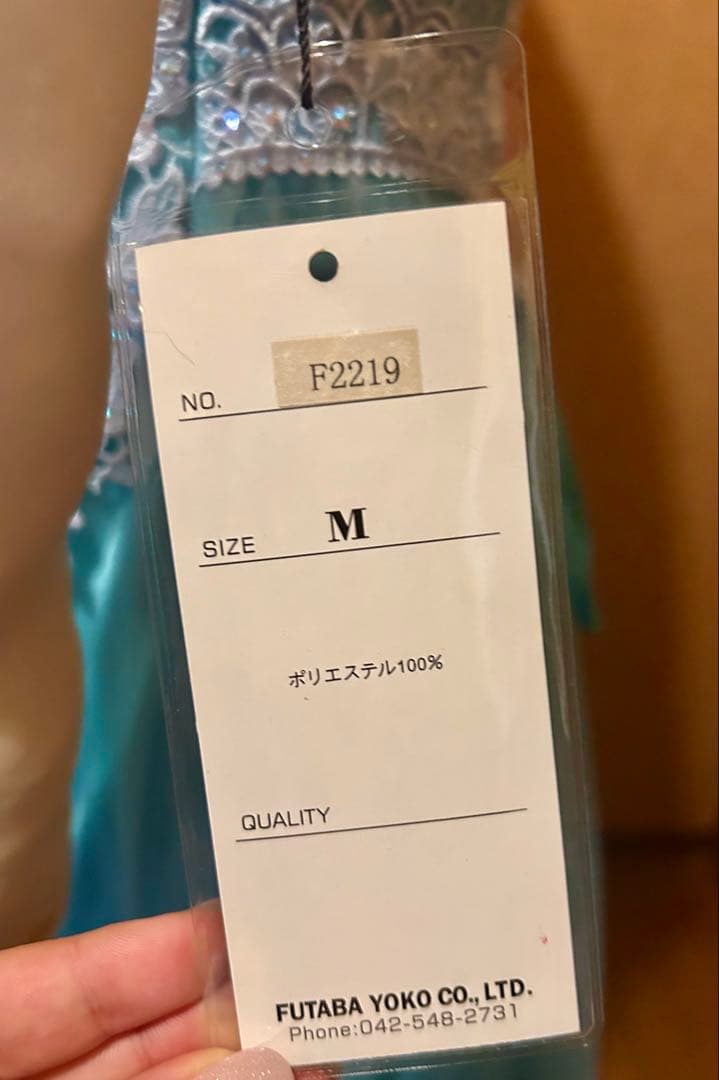 NO. F2219
SIZE M
ポリエステル100%
QUALITY
FUTABA YOKO CO., LTD.
Phone:042-548-2731